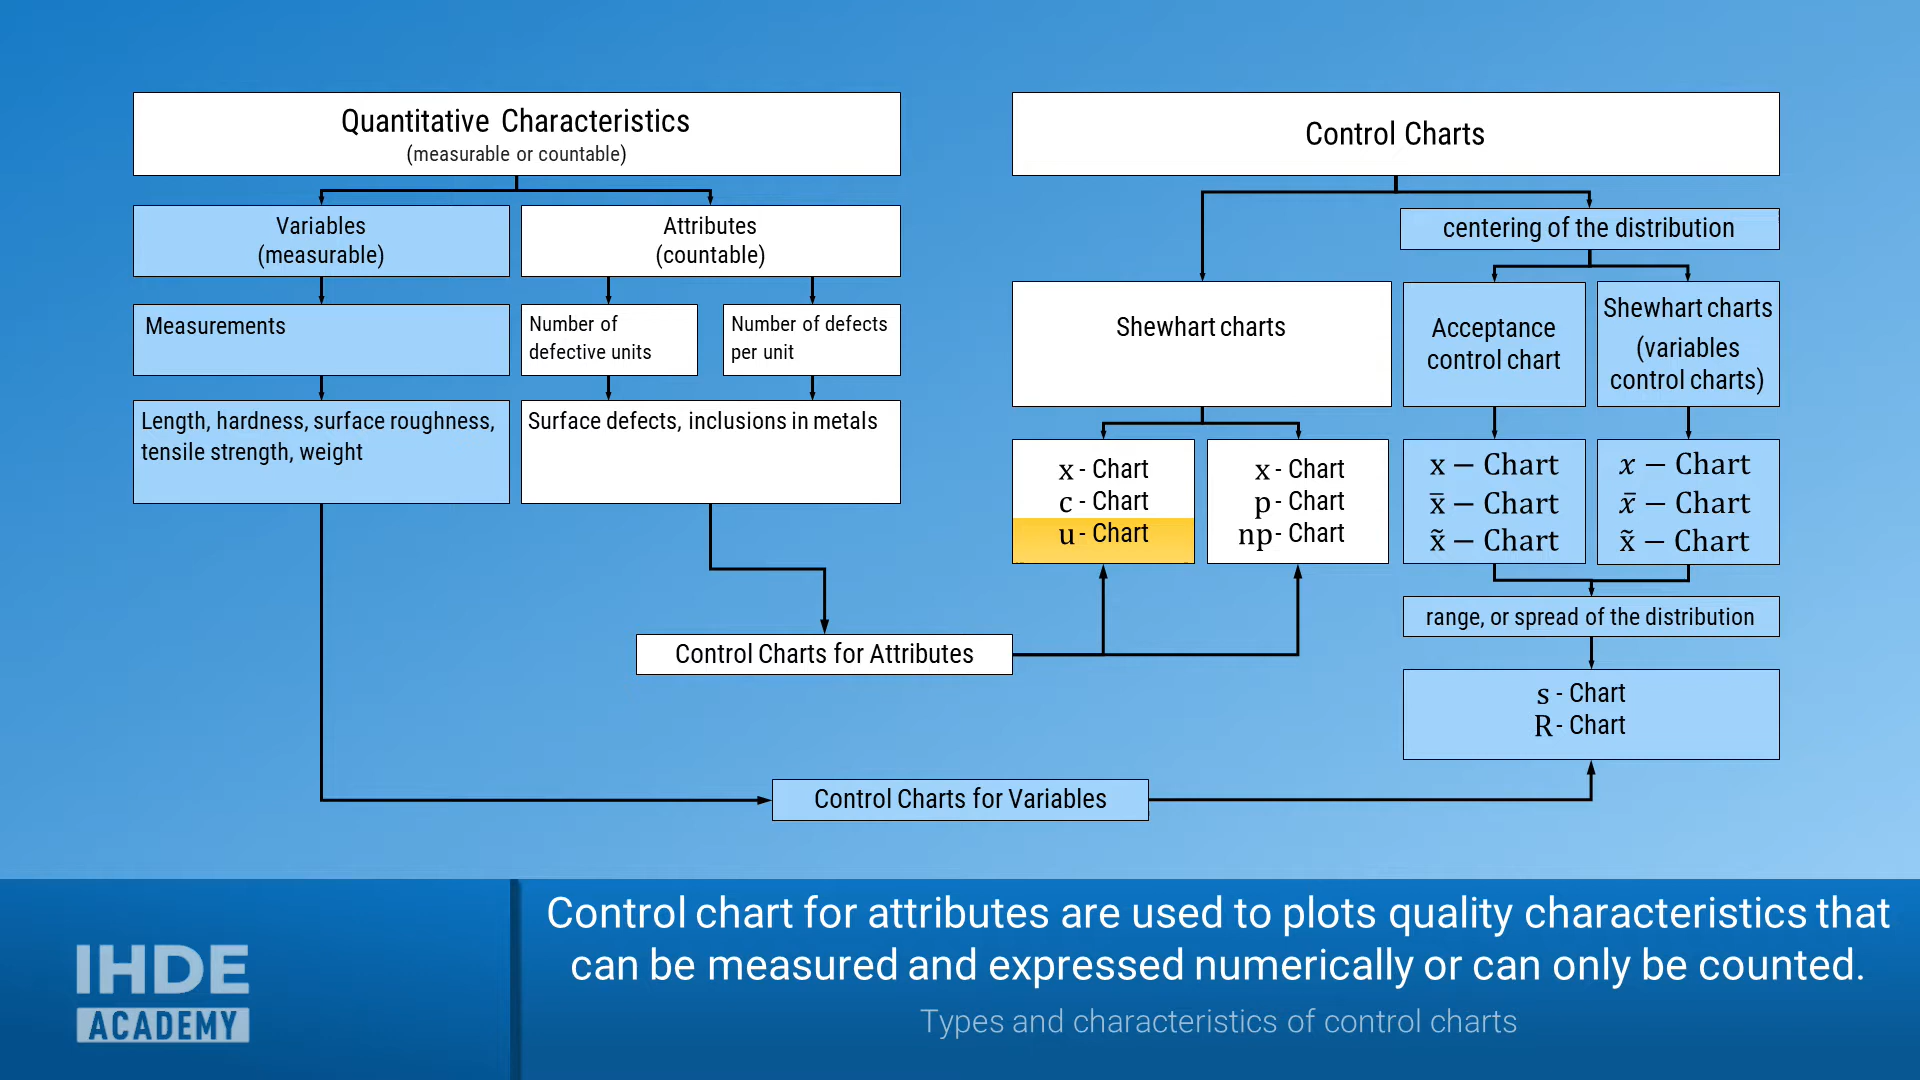 Quantitative Characteristics
(measurable or countable)
Variables
(measurable)
Attributes
(countable)
Measurements
Number of
defective units
Number of defects
per unit
Length, hardness, surface roughness,
tensile strength, weight
Surface defects, inclusions in metals
Control Charts for Attributes
Control Charts for Variables
Control Charts
centering of the distribution
Shewhart charts
Acceptance
control chart
Shewhart charts
(variables
control charts)
x - Chart
c - Chart
u - Chart
x - Chart
p - Chart
np - Chart
x − Chart
x̄ − Chart
x̃ − Chart
x − Chart
x̄ − Chart
x̃ − Chart
range, or spread of the distribution
s - Chart
R - Chart
IHDE
ACADEMY
Control chart for attributes are used to plots quality characteristics that
can be measured and expressed numerically or can only be counted.
Types and characteristics of control charts